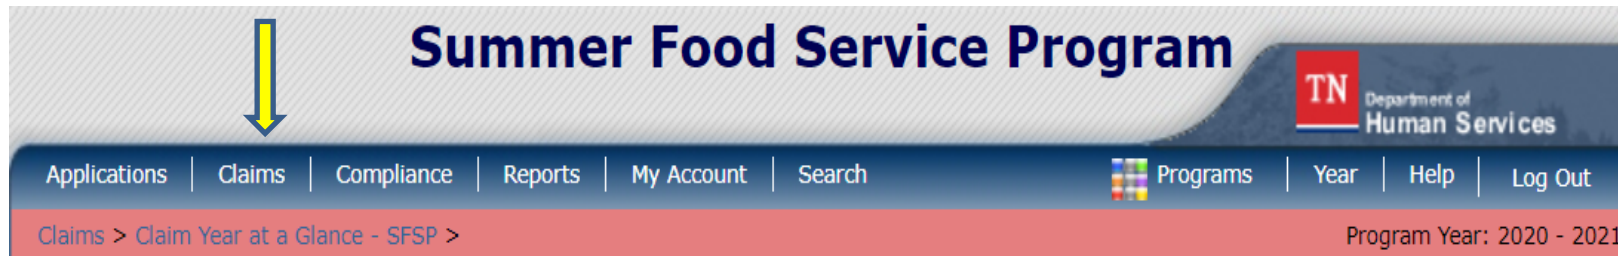 Summer Food Service Program
TN Department of
Human Services
Applications Claims Compliance Reports My Account Search Programs Year Help Log Out
Claims > Claim Year at a Glance - SFSP > Program Year: 2020 - 2021